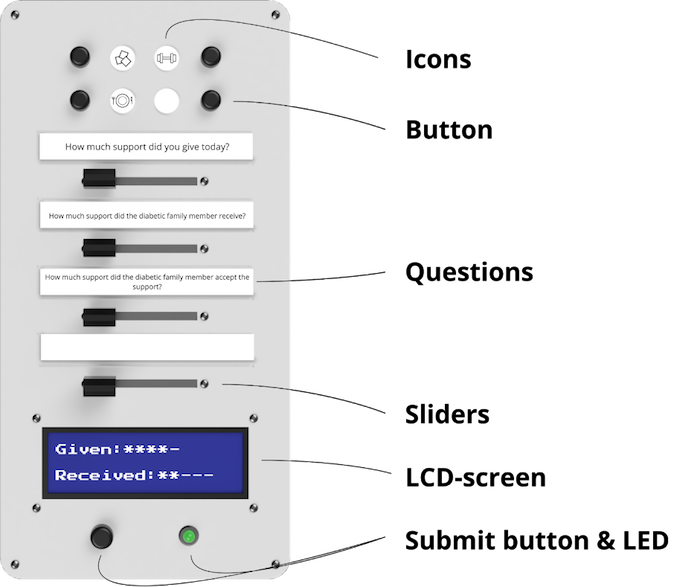 Icons
Button
How much support did you give today?
How much support did the diabetic family member receive?
How much support did the diabetic family member accept the
support?
Questions
Sliders
Given:****-
Received:**---
LCD-screen
Submit button & LED